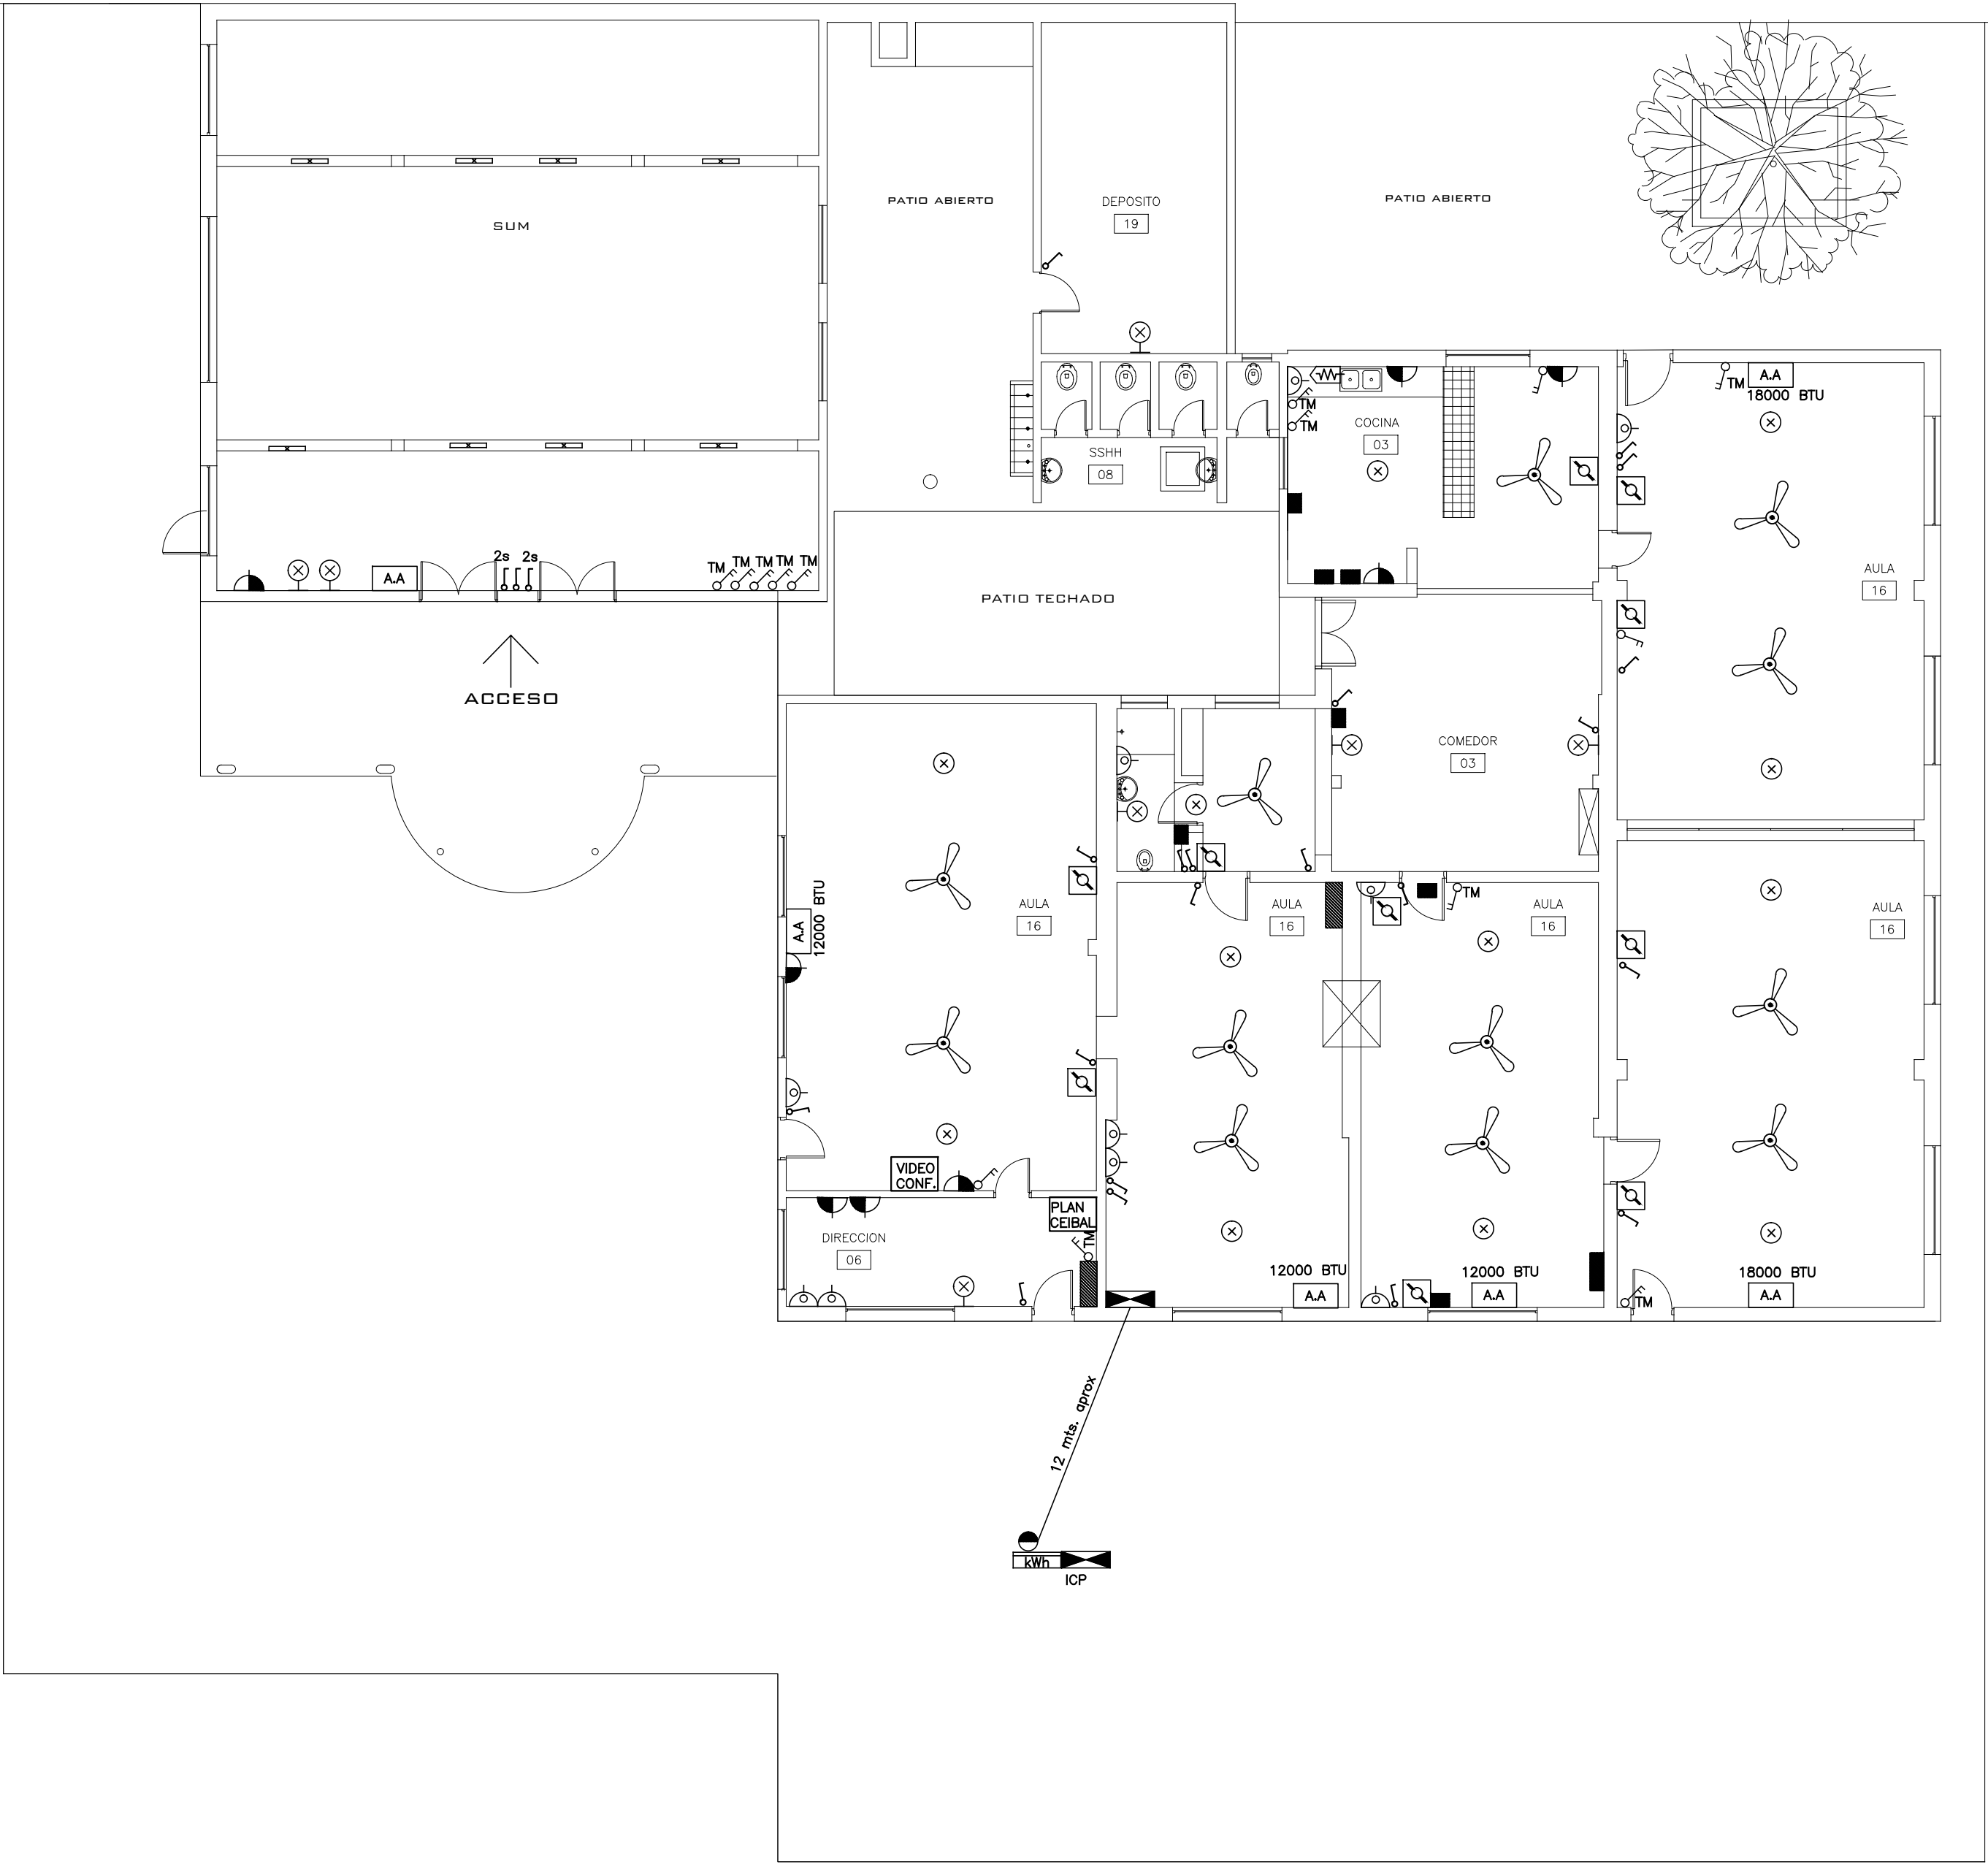 PATIO ABIERTO
DEPOSITO
19
PATIO ABIERTO
SUM
TM
A.A
18000 BTU
TM
TM
COCINA
03
SSHH
08
2s 2s
TM TM TM TM TM
A.A
AULA
16
PATIO TECHADO
ACCESO
COMEDOR
03
12000 BTU
A.A
AULA
16
AULA
16
TM
AULA
16
AULA
16
VIDEO
CONF.
PLAN
CEIBAL
TM
DIRECCION
06
12000 BTU
A.A
12000 BTU
A.A
18000 BTU
A.A
TM
12 mts. aprox
kWh
ICP